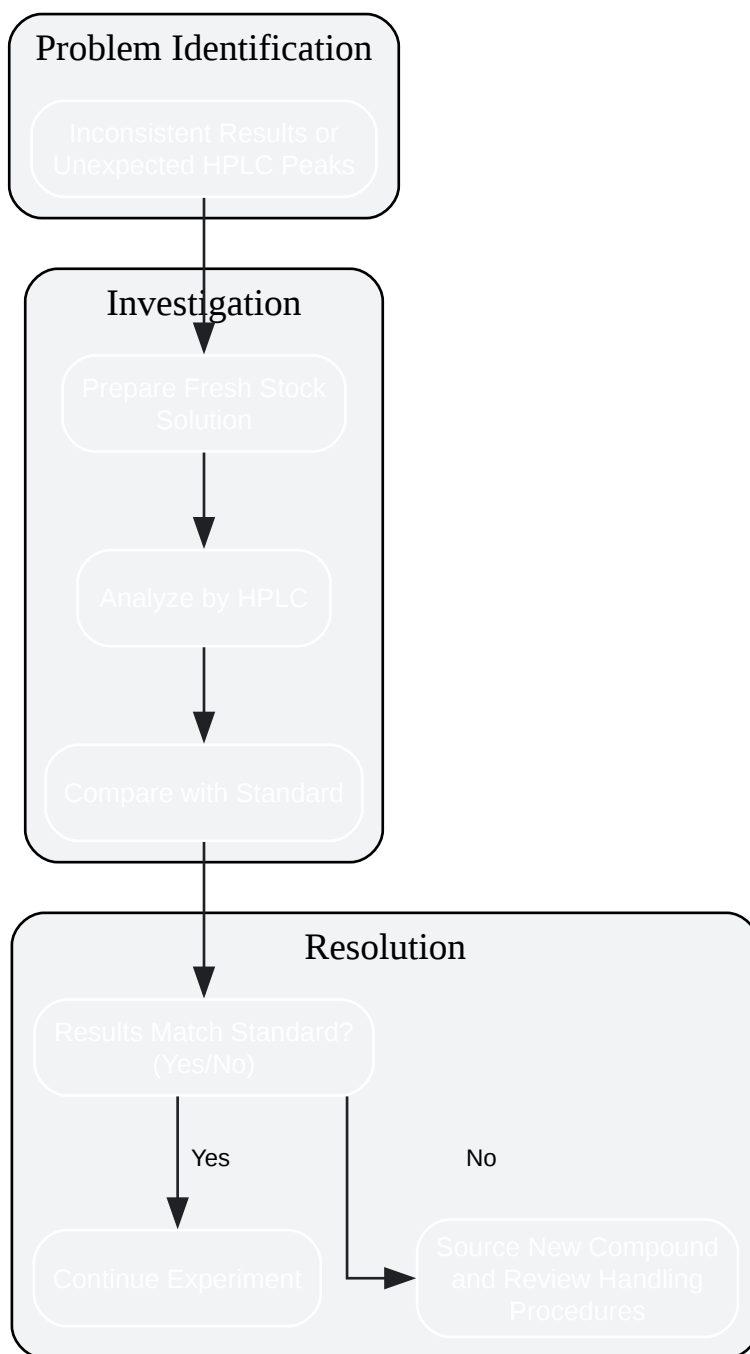 Problem Identification
Inconsistent Results or
Unexpected HPLC Peaks
Investigation
Prepare Fresh Stock
Solution
Analyze by HPLC
Compare with Standard
Resolution
Results Match Standard?
(Yes/No)
Yes
No
Continue Experiment
Source New Compound
and Review Handling
Procedures